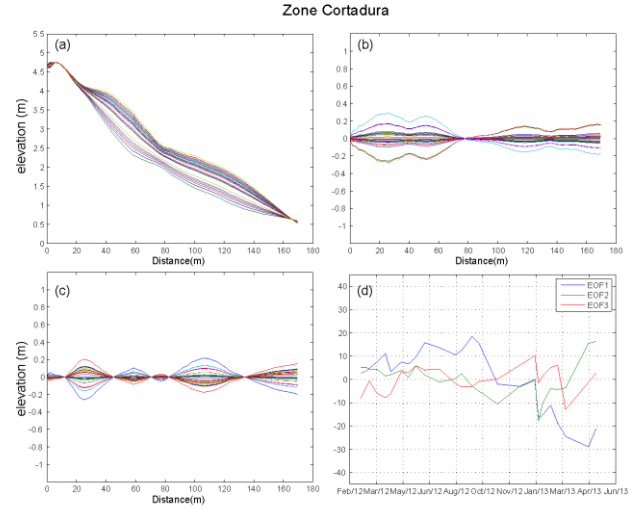 Zone Cortadura
(a)
elevation (m)
5.5
5
4.5
4
3.5
3
2.5
2
1.5
1
0.5
0
0 20 40 60 80 100 120 140 160 180
Distance(m)
(b)
1
0.8
0.6
0.4
0.2
0
-0.2
-0.4
-0.6
-0.8
-1
0 20 40 60 80 100 120 140 160 180
Distance(m)
(c)
elevation (m)
1
0.8
0.6
0.4
0.2
0
-0.2
-0.4
-0.6
-0.8
-1
0 20 40 60 80 100 120 140 160 180
Distance(m)
(d)
EOF1
EOF2
EOF3
40
30
20
10
0
-10
-20
-30
-40
Feb/12 Mar/12 May/12 Jun/12 Aug/12 Oct/12 Nov/12 Jan/13 Mar/13 Apr/13 Jun/13